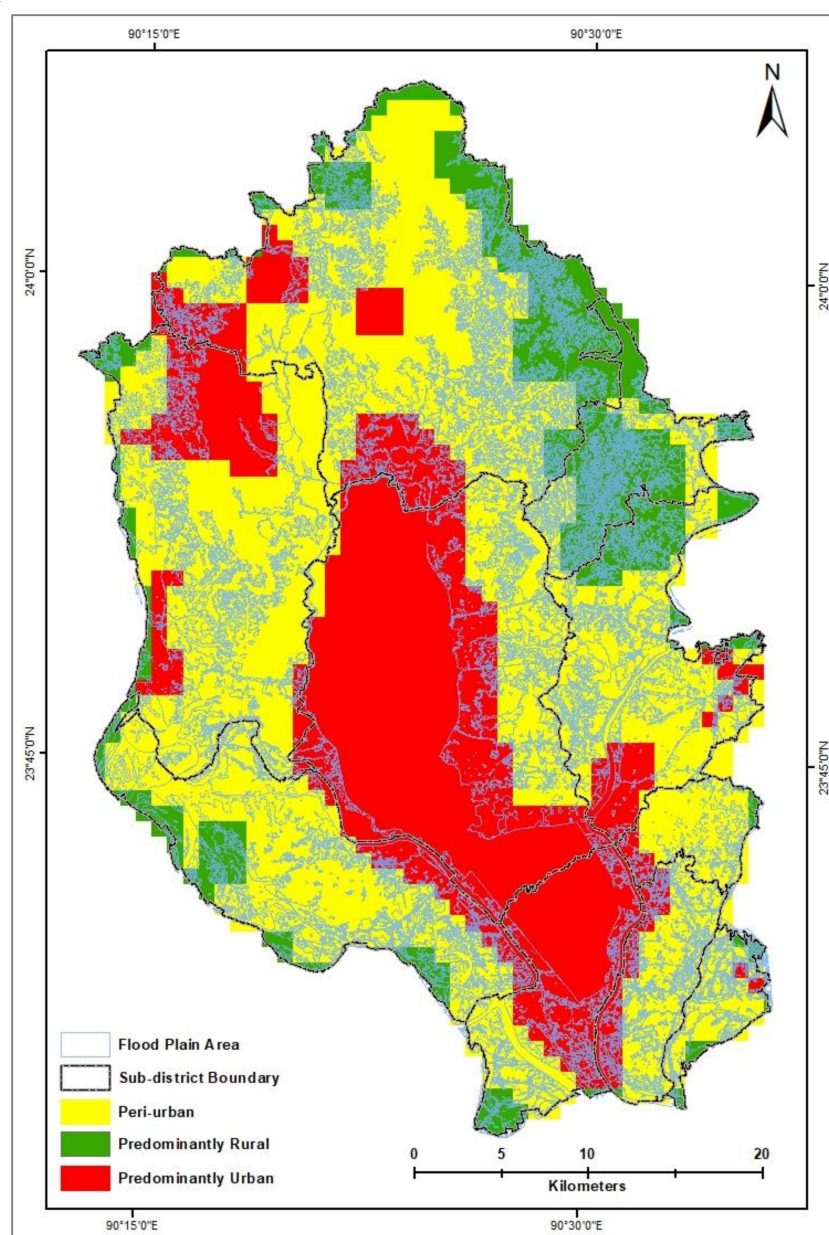 90°15'0"E 90°30'0"E
N
24°0'0"N 24°0'0"N
23°45'0"N 23°45'0"N
Flood Plain Area
Sub-district Boundary
Peri-urban
Predominantly Rural
Predominantly Urban
0 5 10 20
Kilometers
90°15'0"E 90°30'0"E